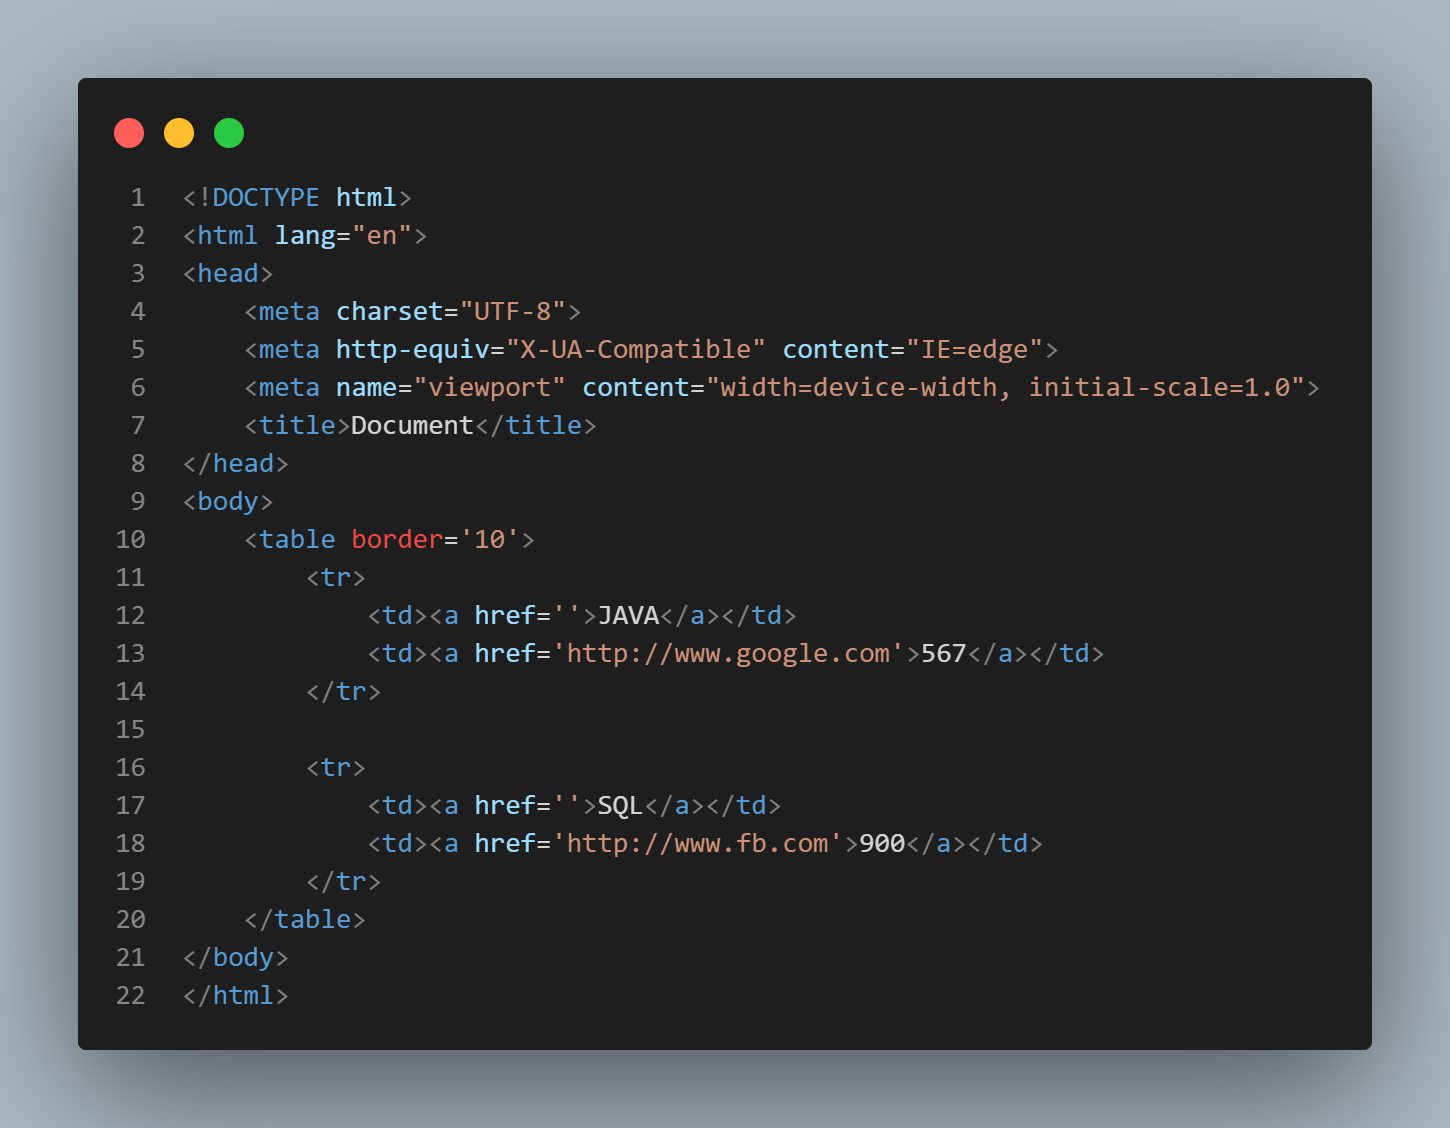 1 <!DOCTYPE html>
2 <html lang="en">
3 <head>
4     <meta charset="UTF-8">
5     <meta http-equiv="X-UA-Compatible" content="IE=edge">
6     <meta name="viewport" content="width=device-width, initial-scale=1.0">
7     <title>Document</title>
8 </head>
9 <body>
10     <table border='10'>
11         <tr>
12             <td><a href=''>JAVA</a></td>
13             <td><a href='http://www.google.com'>567</a></td>
14         </tr>
15
16         <tr>
17             <td><a href=''>SQL</a></td>
18             <td><a href='http://www.fb.com'>900</a></td>
19         </tr>
20     </table>
21 </body>
22 </html>